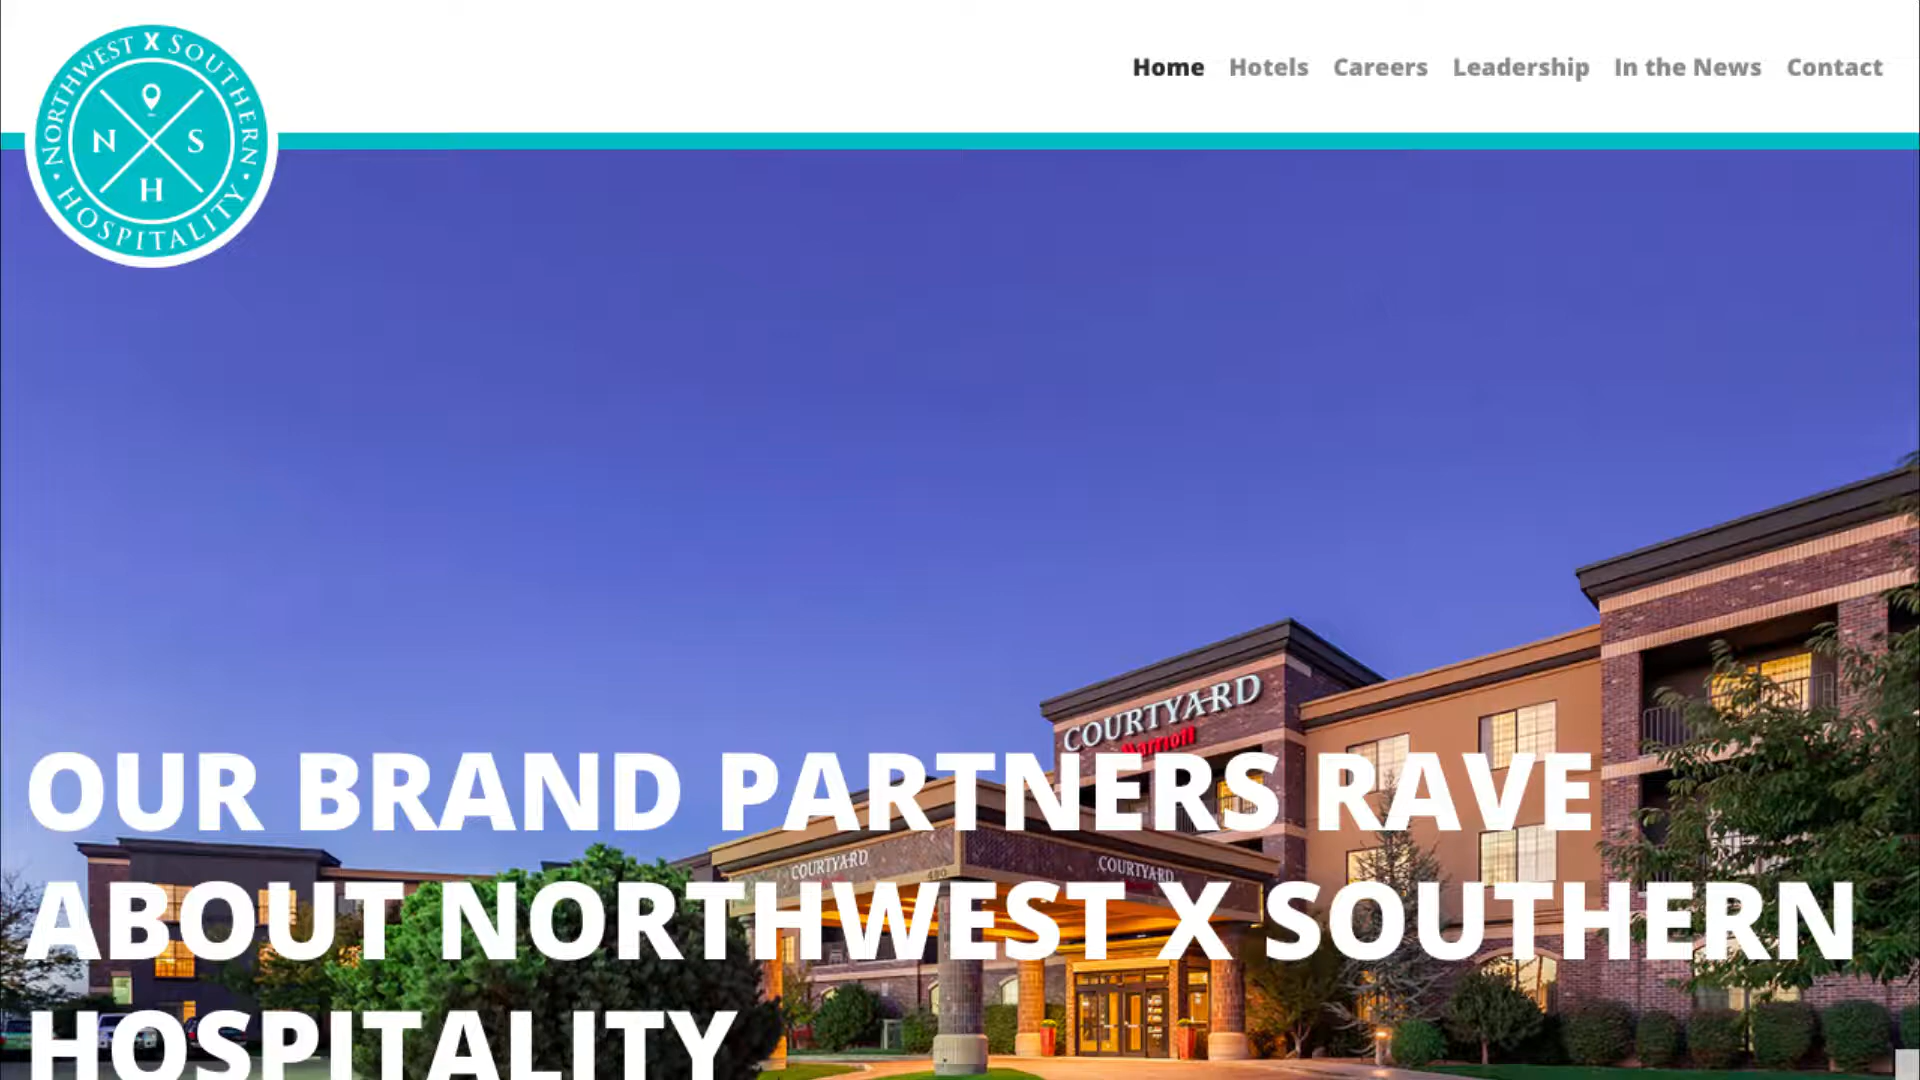 NORTHWEST X SOUTHERN
N S
H
· HOSPITALITY ·
Home Hotels Careers Leadership In the News Contact
COURTYARD
Marriott
OUR BRAND PARTNERS RAVE
COURTYARD COURTYARD
480
ABOUT NORTHWEST X SOUTHERN
HOSPITALITY